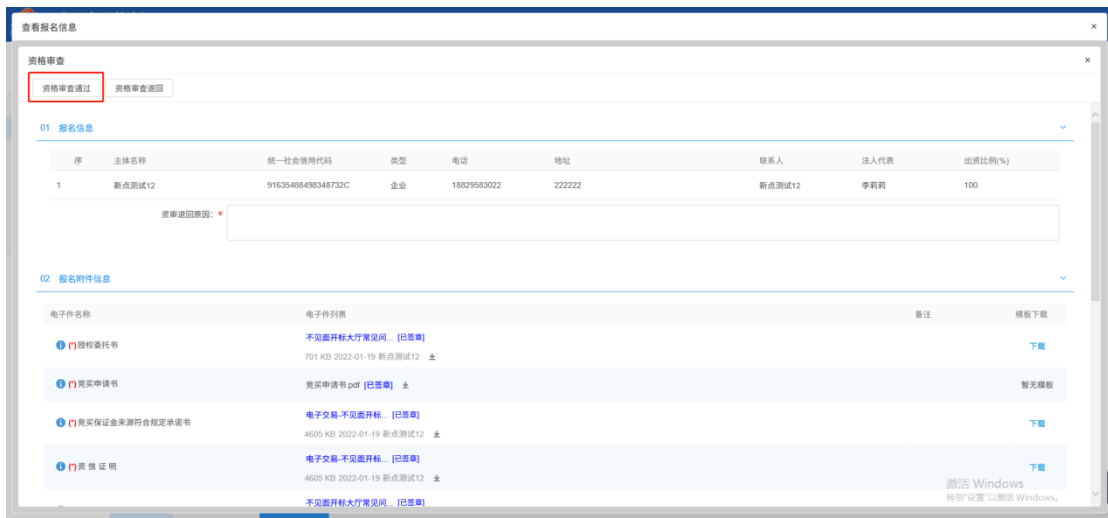 查看报名信息 ×
资格审查 ×
资格审查通过 资格审查退回
01 报名信息
序 主体名称 统一社会信用代码 类型 电话 地址 联系人 法人代表 出资比例(%)
1 新点测试12 91635488498348732C 企业 18829583022 222222 新点测试12 李莉莉 100
资审退回原因: *
02 报名附件信息
电子件名称 电子件列表 备注 模板下载
(*)授权委托书 不见面开标大厅常见问... [已签章] 下载
701 KB 2022-01-19 新点测试12
(*)竞买申请书 竞买申请书.pdf [已签章] 暂无模板
(*)竞买保证金来源符合规定承诺书 电子交易-不见面开标... [已签章] 下载
4605 KB 2022-01-19 新点测试12
(*)资 信 证 明 电子交易-不见面开标... [已签章] 下载
4605 KB 2022-01-19 新点测试12
不见面开标大厅常见问... [已签章]
激活 Windows
转到"设置"以激活 Windows。